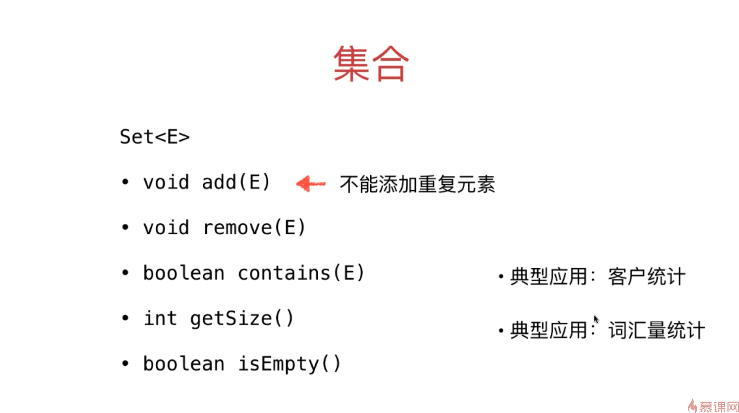 集合
Set<E>
• void add(E)
不能添加重复元素
• void remove(E)
• boolean contains(E)
• 典型应用：客户统计
• int getSize()
• 典型应用：词汇量统计
• boolean isEmpty()
慕课网